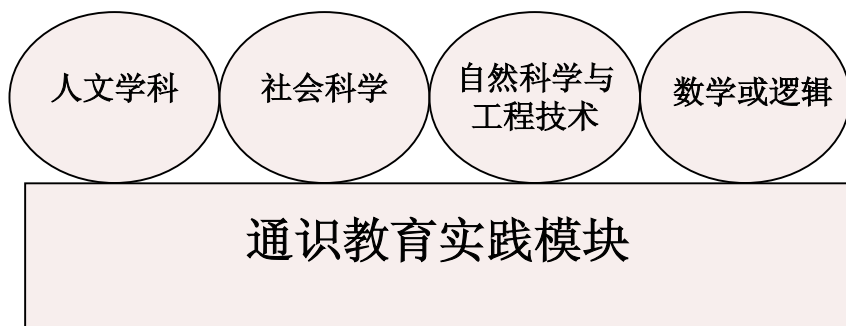 人文学科
社会科学
自然科学与
工程技术
数学或逻辑
通识教育实践模块